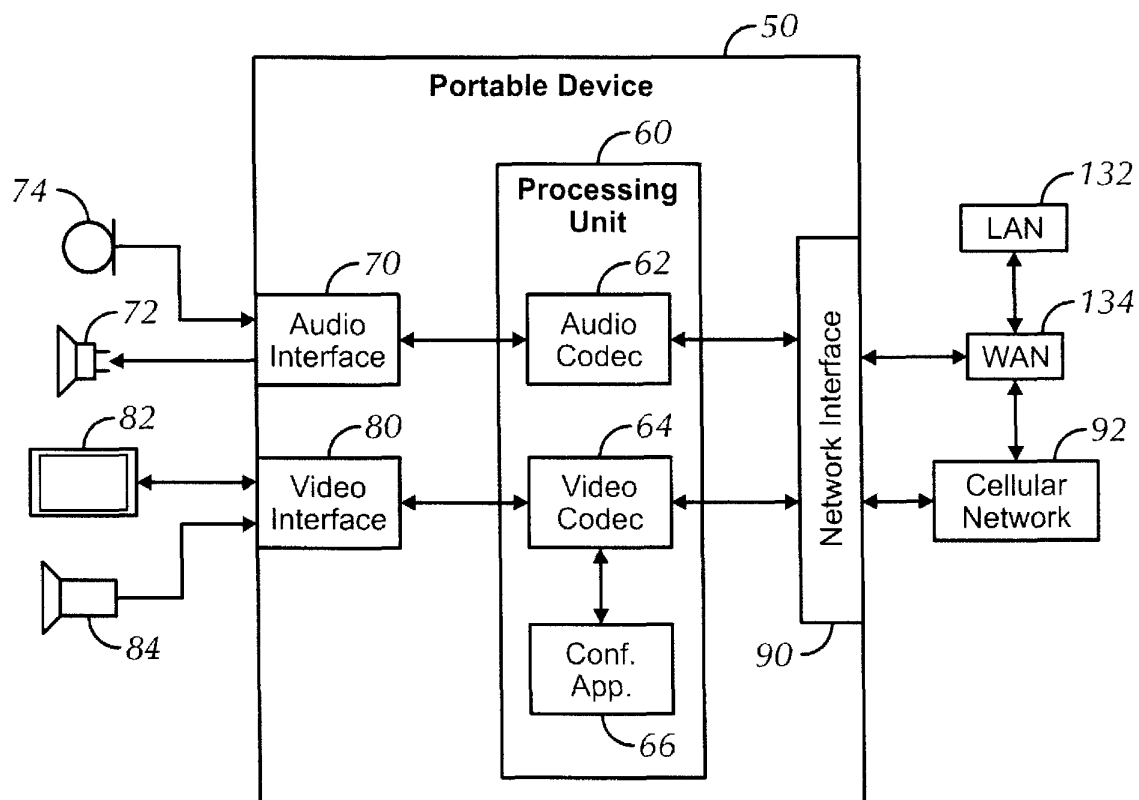 50
Portable Device
60
Processing
Unit
74
132
LAN
70
62
72
Audio
Interface
Audio
Codec
134
WAN
Network Interface
82
80
64
92
Video
Interface
Video
Codec
Cellular
Network
84
90
Conf.
App.
66